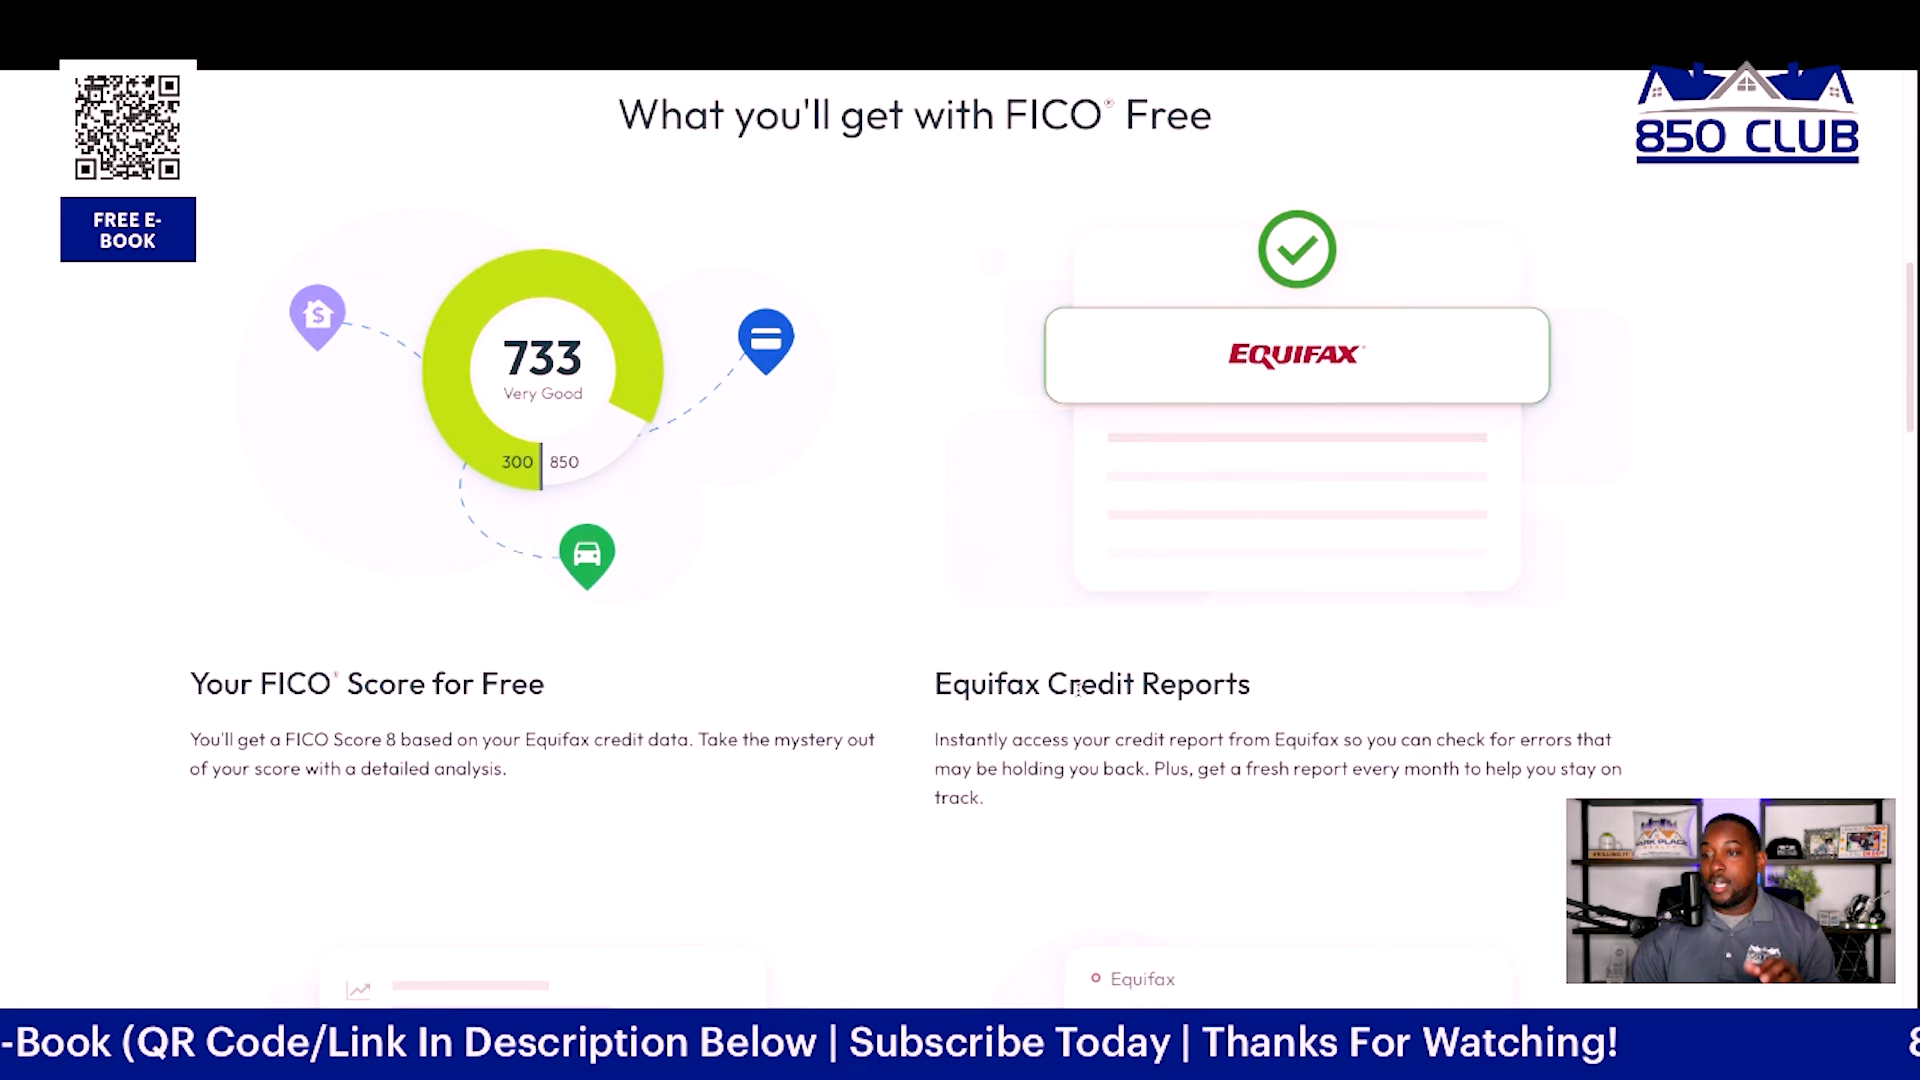 What you'll get with FICO® Free
850 CLUB
FREE E-
BOOK
733
Very Good
300
850
EQUIFAX
Your FICO® Score for Free
You'll get a FICO Score 8 based on your Equifax credit data. Take the mystery out
of your score with a detailed analysis.
Equifax Credit Reports
Instantly access your credit report from Equifax so you can check for errors that
may be holding you back. Plus, get a fresh report every month to help you stay on
track.
Equifax
-Book (QR Code/Link In Description Below | Subscribe Today | Thanks For Watching!